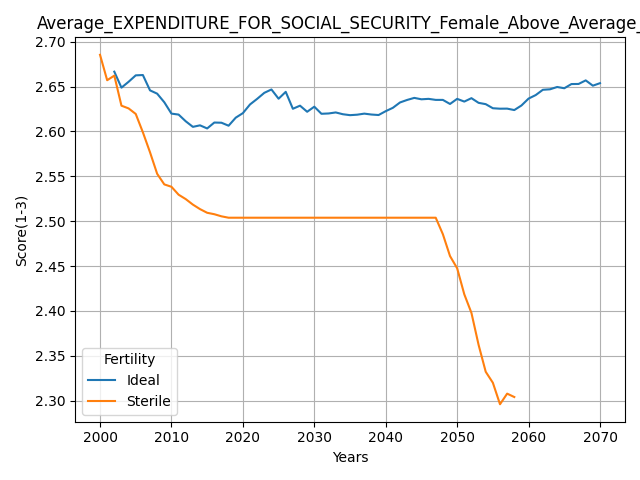 Average_EXPENDITURE_FOR_SOCIAL_SECURITY_Female_Above_Average_
Score(1-3)
2.70
2.65
2.60
2.55
2.50
2.45
2.40
2.35
2.30
Fertility
Ideal
Sterile
2000 2010 2020 2030 2040 2050 2060 2070
Years